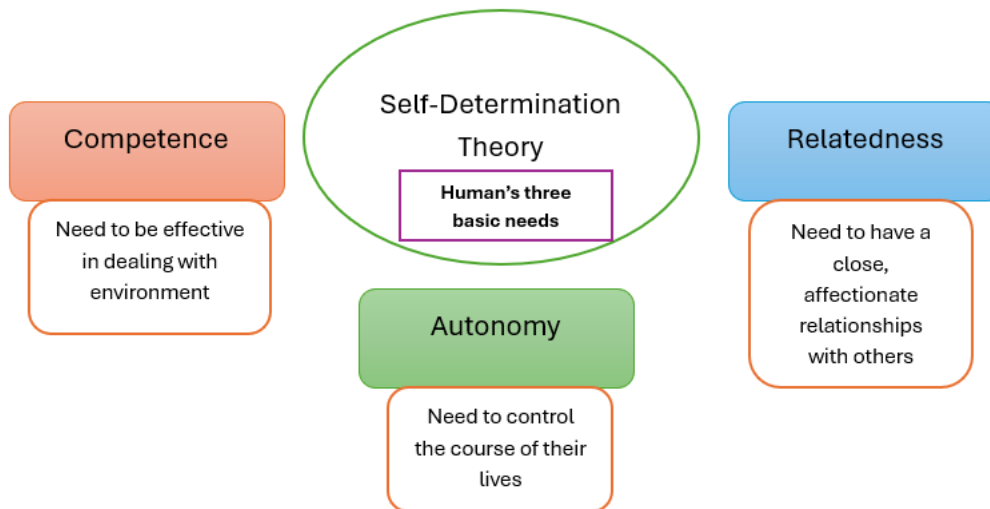 Self-Determination
Theory
Human's three
basic needs
Competence
Need to be effective
in dealing with
environment
Autonomy
Need to control
the course of their
lives
Relatedness
Need to have a
close,
affectionate
relationships
with others